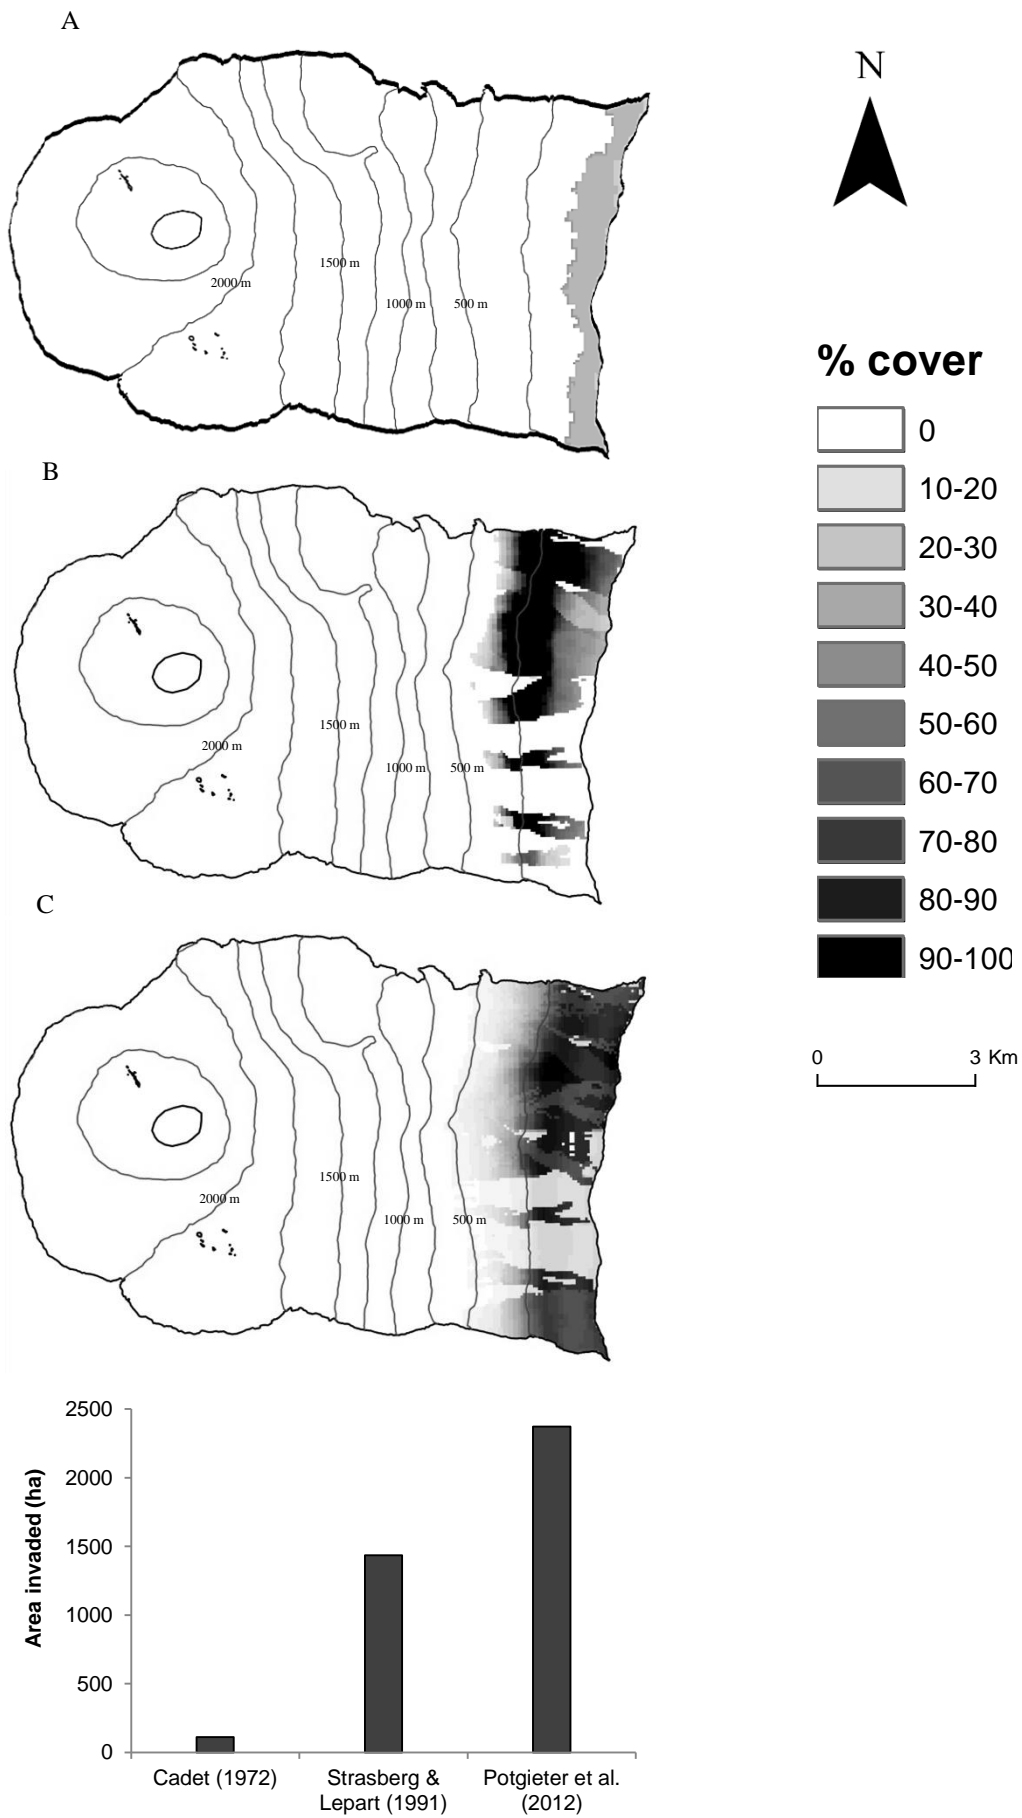 A
N
2000 m
1500 m
1000 m
500 m
% cover
0
10-20
20-30
30-40
40-50
50-60
60-70
70-80
80-90
90-100
B
2000 m
1500 m
1000 m
500 m
C
2000 m
1500 m
1000 m
500 m
0
3 Km
Area invaded (ha)
2500
2000
1500
1000
500
0
Cadet (1972)
Strasberg &
Lepart (1991)
Potgieter et al.
(2012)